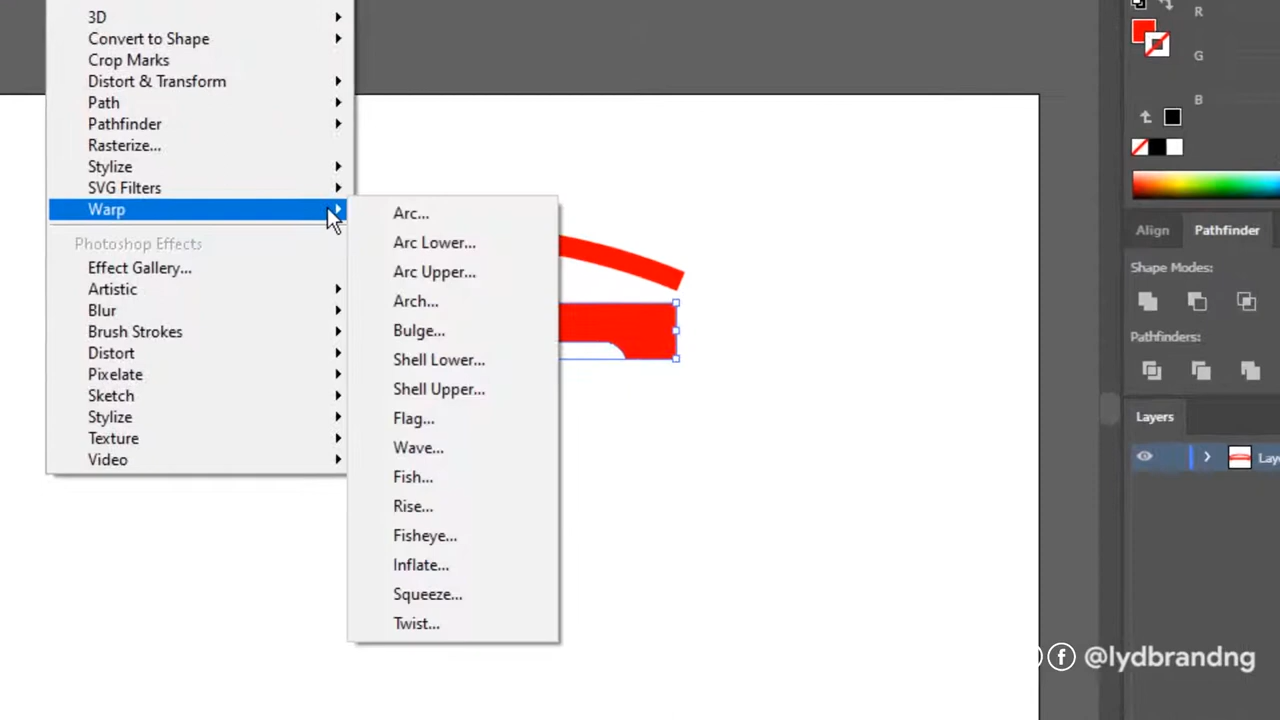 3D
Convert to Shape
Crop Marks
Distort & Transform
Path
Pathfinder
Rasterize...
Stylize
SVG Filters
Warp
Photoshop Effects
Effect Gallery...
Artistic
Blur
Brush Strokes
Distort
Pixelate
Sketch
Stylize
Texture
Video
Arc...
Arc Lower...
Arc Upper...
Arch...
Bulge...
Shell Lower...
Shell Upper...
Flag...
Wave...
Fish...
Rise...
Fisheye...
Inflate...
Squeeze...
Twist...
R
G
B
Align Pathfinder
Shape Modes:
Pathfinders:
Layers
@lydbrandng